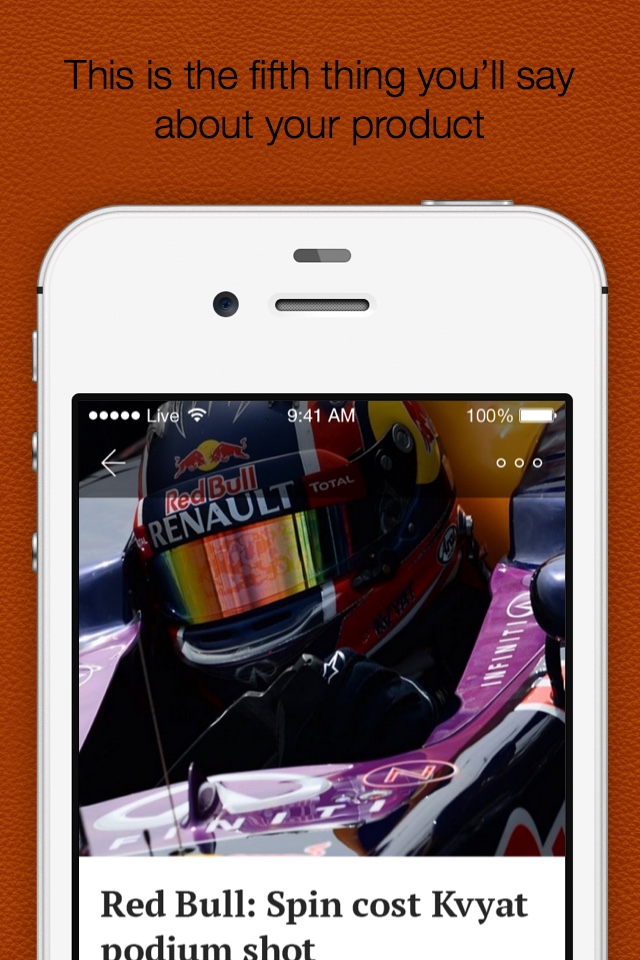 This is the fifth thing you’ll say
about your product
Live 9:41 AM 100%
Red Bull
RENAULT TOTAL
INFINITI
INFINITI
Red Bull: Spin cost Kvyat
podium shot